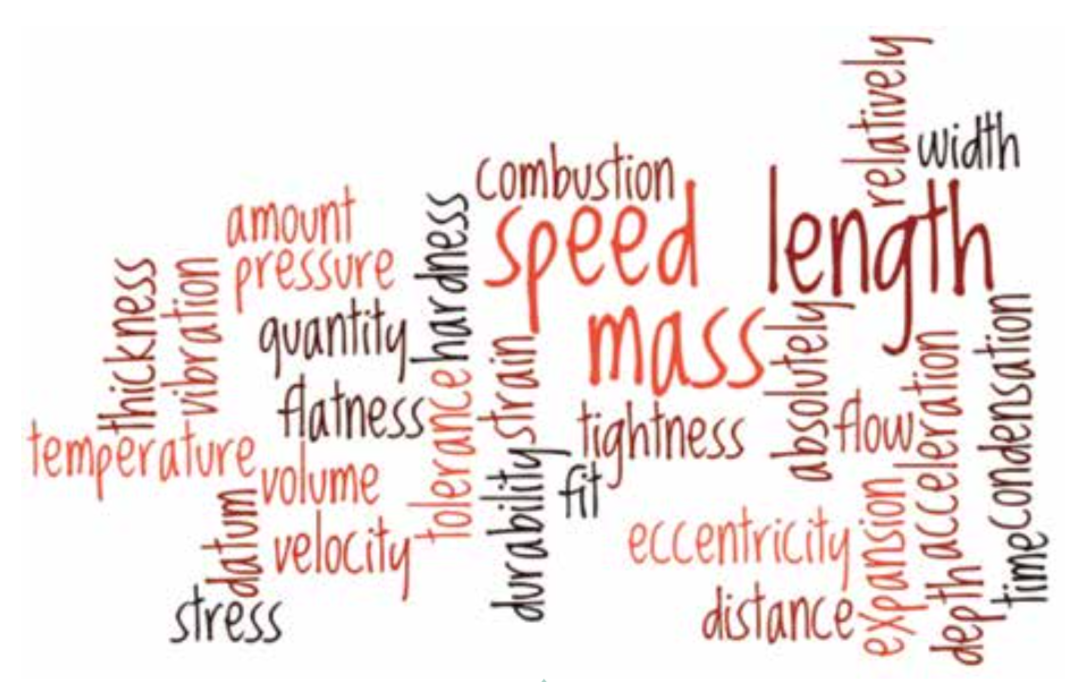 relatively
width
combustion
speed
length
amount
pressure
hardness
thickness
vibration
quantity
mass
flatness
tolerance
strain
absolutely
condensation
tightness
flow
acceleration
temperature
volume
durability
fit
datum
velocity
eccentricity
expansion
time
depth
stress
distance